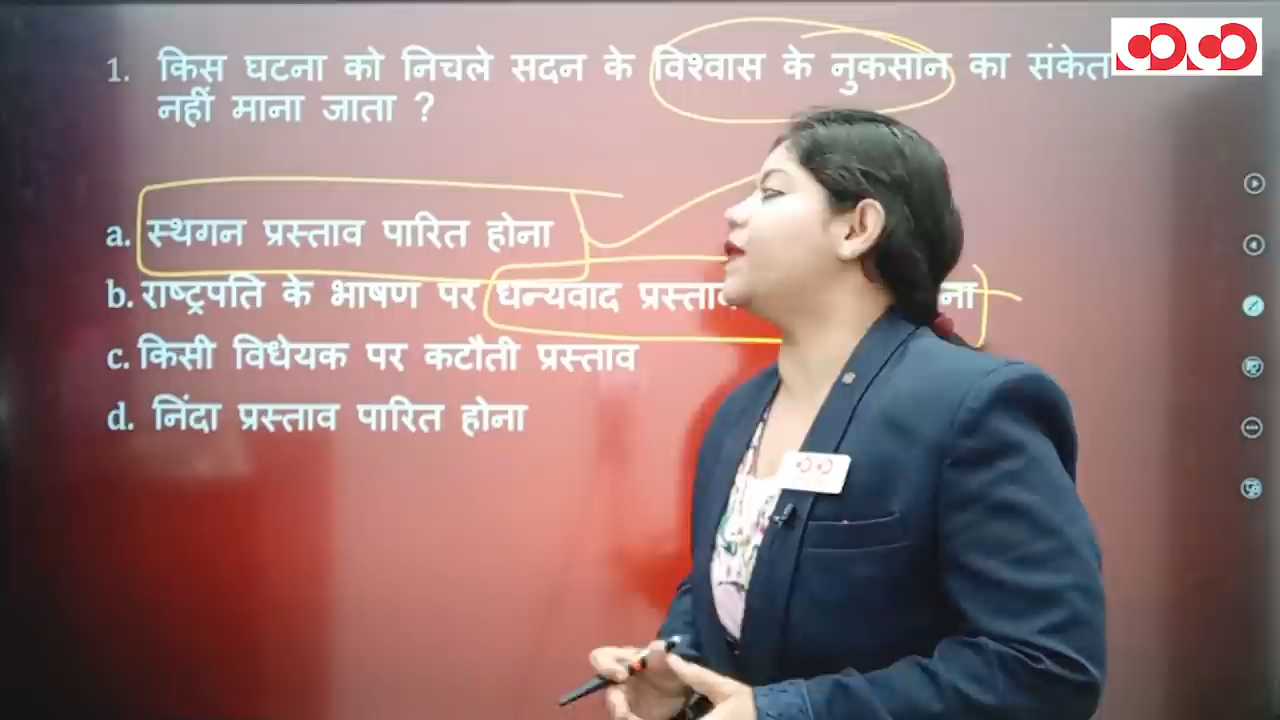 1. किस घटना को निचले सदन के विश्वास के नुकसान का संकेत
नहीं माना जाता ?
a. स्थगन प्रस्ताव पारित होना
b. राष्ट्रपति के भाषण पर धन्यवाद
c. किसी विधेयक पर कटौती प्रस्ताव
d. निंदा प्रस्ताव पारित होना